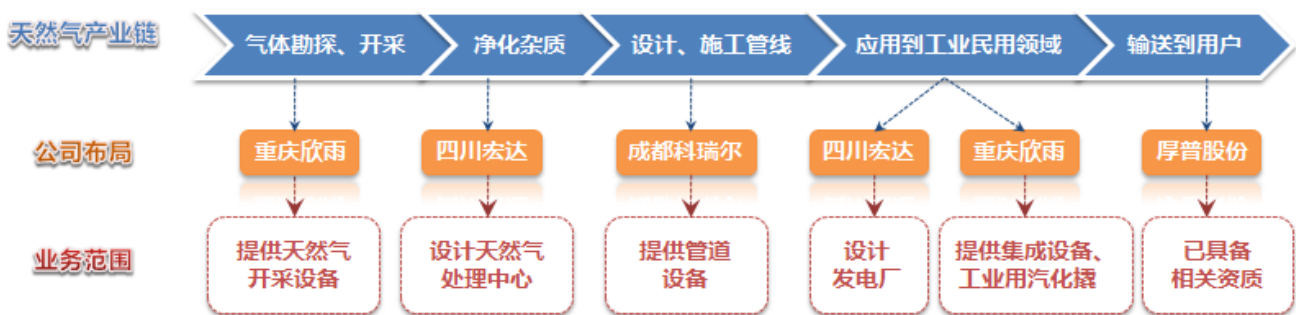 天然气产业链
气体勘探、开采
净化杂质
设计、施工管线
应用到工业民用领域
输送到用户
公司布局
重庆欣雨
四川宏达
成都科瑞尔
四川宏达
重庆欣雨
厚普股份
业务范围
提供天然气
开采设备
设计天然气
处理中心
提供管道
设备
设计
发电厂
提供集成设备、
工业用汽化撬
已具备
相关资质